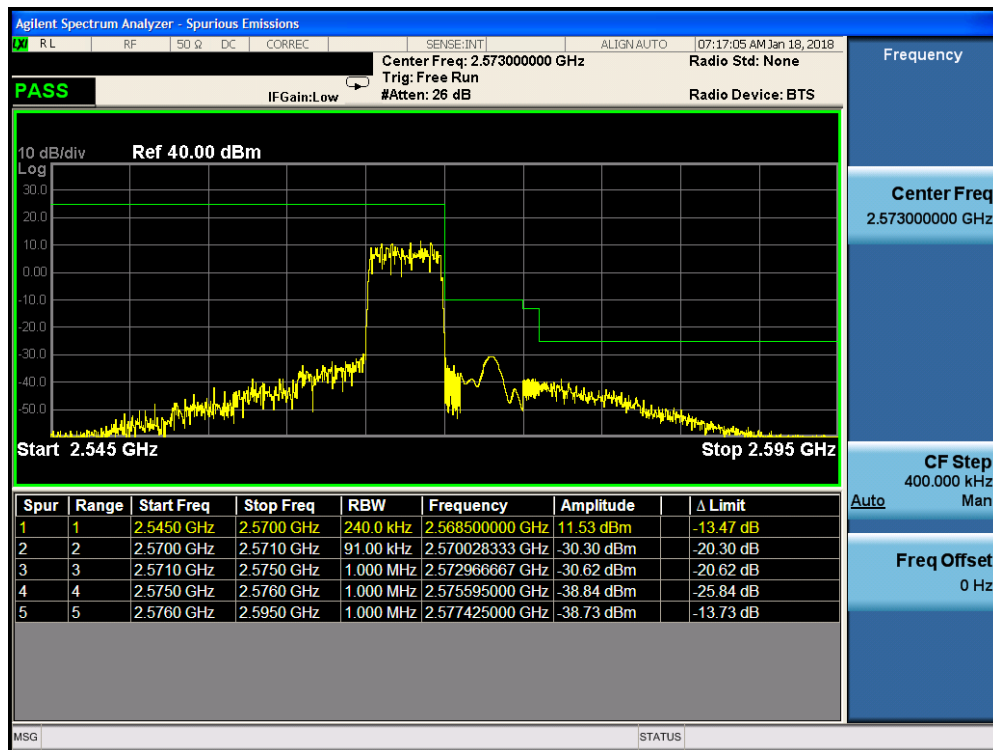 Agilent Spectrum Analyzer - Spurious Emissions
LXI RL RF 50 Ω DC CORREC SENSE:INT ALIGN AUTO 07:17:05 AM Jan 18, 2018
Center Freq: 2.573000000 GHz Radio Std: None
Trig: Free Run
PASS IFGain:Low #Atten: 26 dB Radio Device: BTS
10 dB/div Ref 40.00 dBm
Log
30.0
20.0
10.0
0.00
-10.0
-20.0
-30.0
-40.0
-50.0
Start 2.545 GHz Stop 2.595 GHz
Spur Range Start Freq Stop Freq RBW Frequency Amplitude Δ Limit
1 1 2.5450 GHz 2.5700 GHz 240.0 kHz 2.568500000 GHz 11.53 dBm -13.47 dB
2 2 2.5700 GHz 2.5710 GHz 91.00 kHz 2.570028333 GHz -30.30 dBm -20.30 dB
3 3 2.5710 GHz 2.5750 GHz 1.000 MHz 2.572966667 GHz -30.62 dBm -20.62 dB
4 4 2.5750 GHz 2.5760 GHz 1.000 MHz 2.575595000 GHz -38.84 dBm -25.84 dB
5 5 2.5760 GHz 2.5950 GHz 1.000 MHz 2.577425000 GHz -38.73 dBm -13.73 dB
Frequency
Center Freq
2.573000000 GHz
CF Step
400.000 kHz
Auto Man
Freq Offset
0 Hz
MSG STATUS